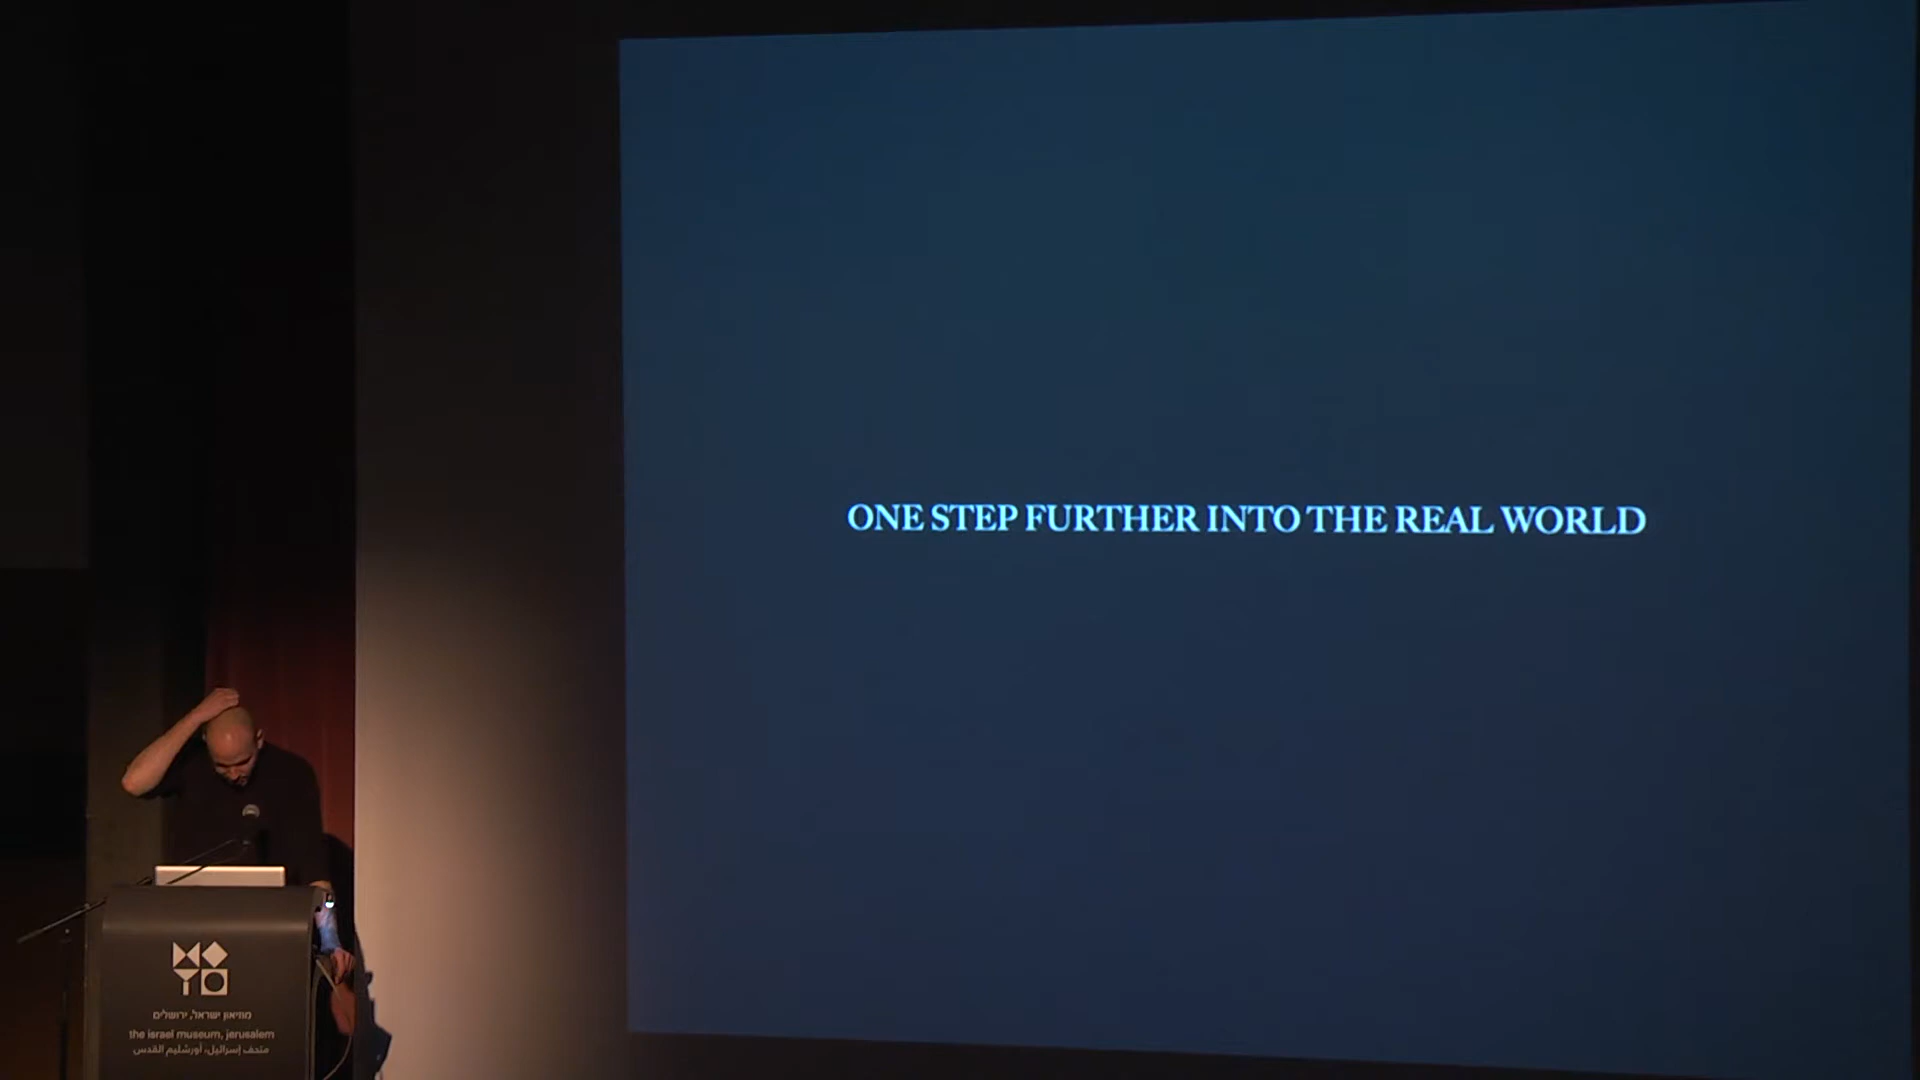 ONE STEP FURTHER INTO THE REAL WORLD
מוזיאון ישראל, ירושלים
the israel museum, jerusalem
متحف إسرائيل، أورشليم القدس